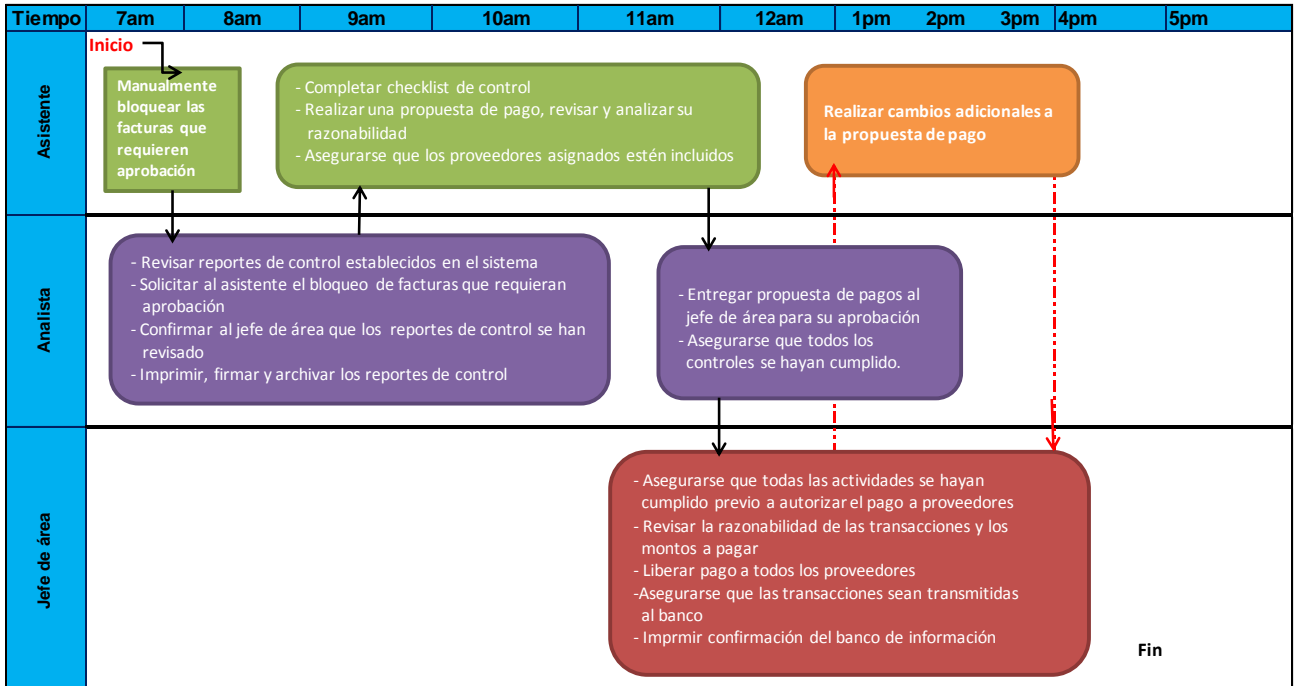 Tiempo 7am 8am 9am 10am 11am 12am 1pm 2pm 3pm 4pm 5pm
Asistente
Inicio
Manualmente
bloquear las
facturas que
requieren
aprobación
- Completar checklist de control
- Realizar una propuesta de pago, revisar y analizar su
razonabilidad
- Asegurarse que los proveedores asignados estén incluidos
Realizar cambios adicionales a
la propuesta de pago
Analista
- Revisar reportes de control establecidos en el sistema
- Solicitar al asistente el bloqueo de facturas que requieran
aprobación
- Confirmar al jefe de área que los reportes de control se han
revisado
- Imprimir, firmar y archivar los reportes de control
- Entregar propuesta de pagos al
jefe de área para su aprobación
- Asegurarse que todos los
controles se hayan cumplido.
Jefe de área
- Asegurarse que todas las actividades se hayan
cumplido previo a autorizar el pago a proveedores
- Revisar la razonabilidad de las transacciones y los
montos a pagar
- Liberar pago a todos los proveedores
-Asegurarse que las transacciones sean transmitidas
al banco
- Imprmir confirmación del banco de información
Fin